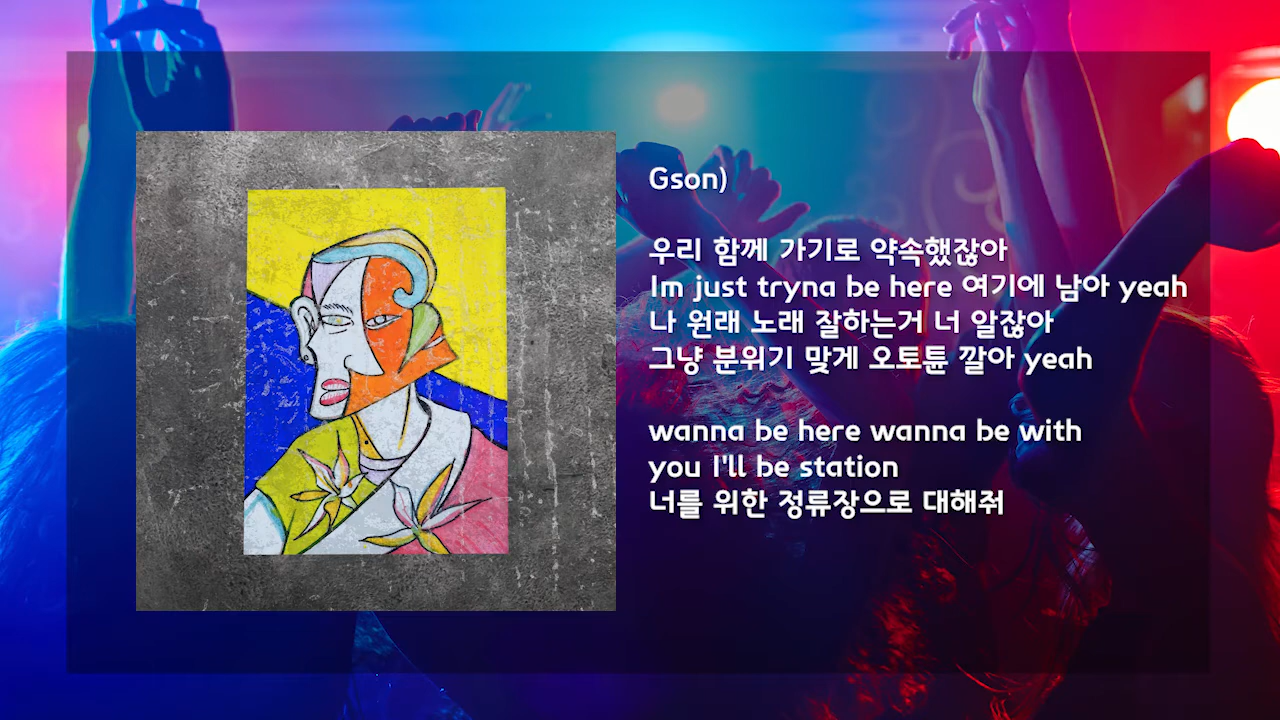 Gson)
우리 함께 가기로 약속했잖아
Im just tryna be here 여기에 남아 yeah
나 원래 노래 잘하는거 너 알잖아
그냥 분위기 맞게 오토튠 깔아 yeah
wanna be here wanna be with
you I'll be station
너를 위한 정류장으로 대해줘